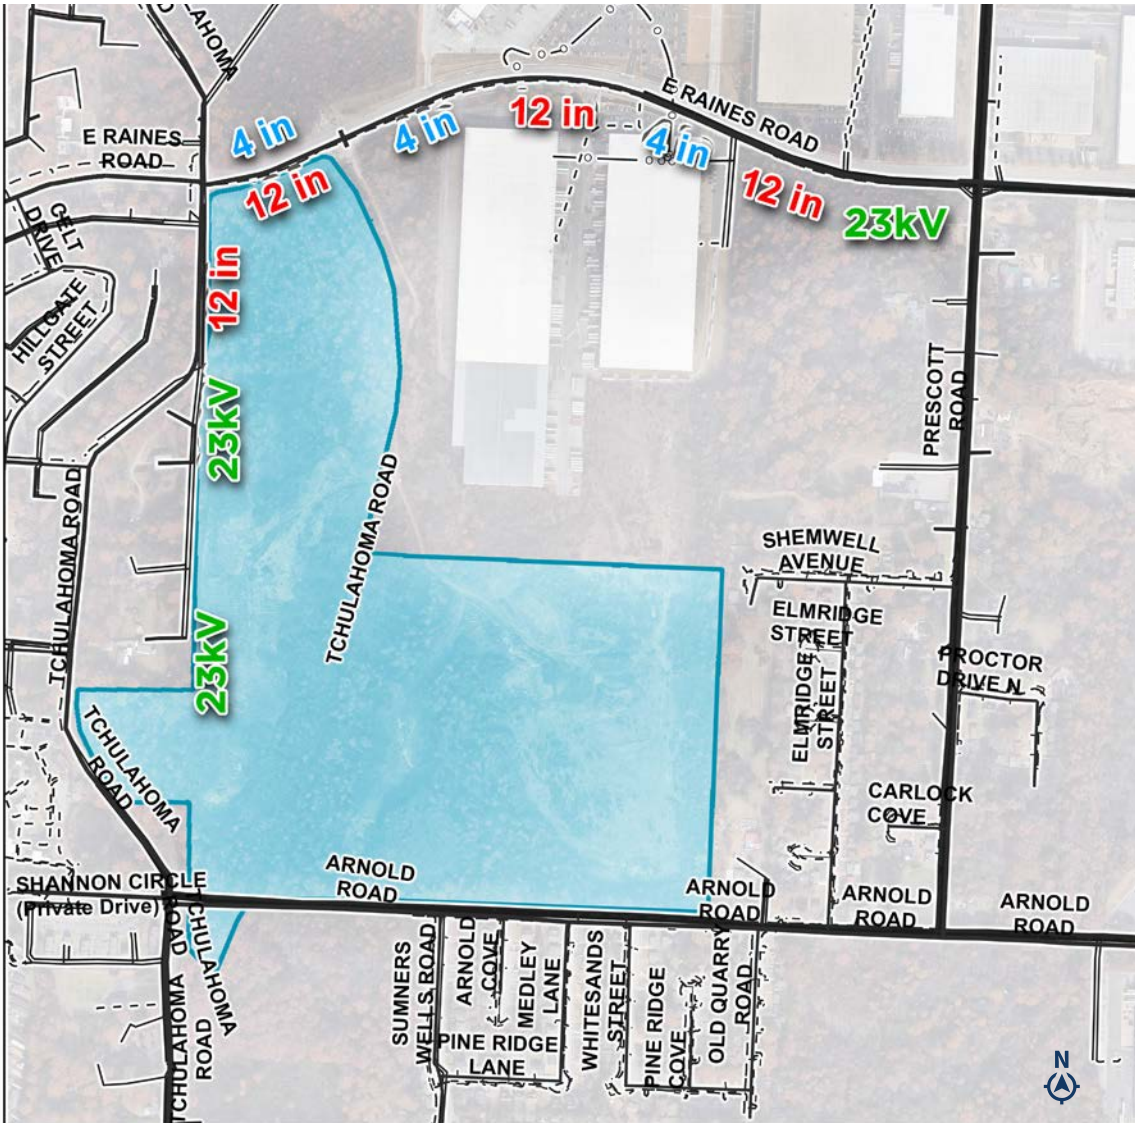 AHOMA
E RAINES ROAD
4 in
4 in
12 in
4 in
E RAINES
ROAD
12 in
12 in
23kV
CELT
DRIVE
12 in
HILLGATE
STREET
PRESCOTT
ROAD
23kV
TCHULAHOMA ROAD
TCHULAHOMA ROAD
SHEMWELL
AVENUE
ELMRIDGE
STREET
23kV
ELMRIDGE
STREET
PROCTOR
DRIVE N
TCHULAHOMA
ROAD
CARLOCK
COVE
ARNOLD
ROAD
SHANNON CIRCLE
(Private Drive)
ARNOLD
ROAD
ARNOLD
ROAD
ARNOLD
ROAD
TCHULAHOMA
ROAD
TCHULAHOMA
ROAD
SUMNERS
WELLS ROAD
ARNOLD
COVE
MEDLEY
LANE
WHITESANDS
STREET
PINE RIDGE
COVE
OLD QUARRY
ROAD
PINE RIDGE
LANE
N